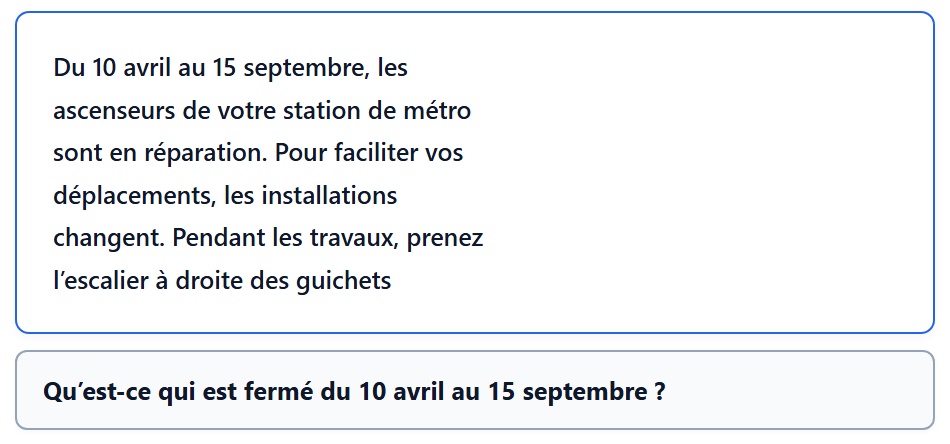 Du 10 avril au 15 septembre, les
ascenseurs de votre station de métro
sont en réparation. Pour faciliter vos
déplacements, les installations
changent. Pendant les travaux, prenez
l’escalier à droite des guichets
Qu’est-ce qui est fermé du 10 avril au 15 septembre ?